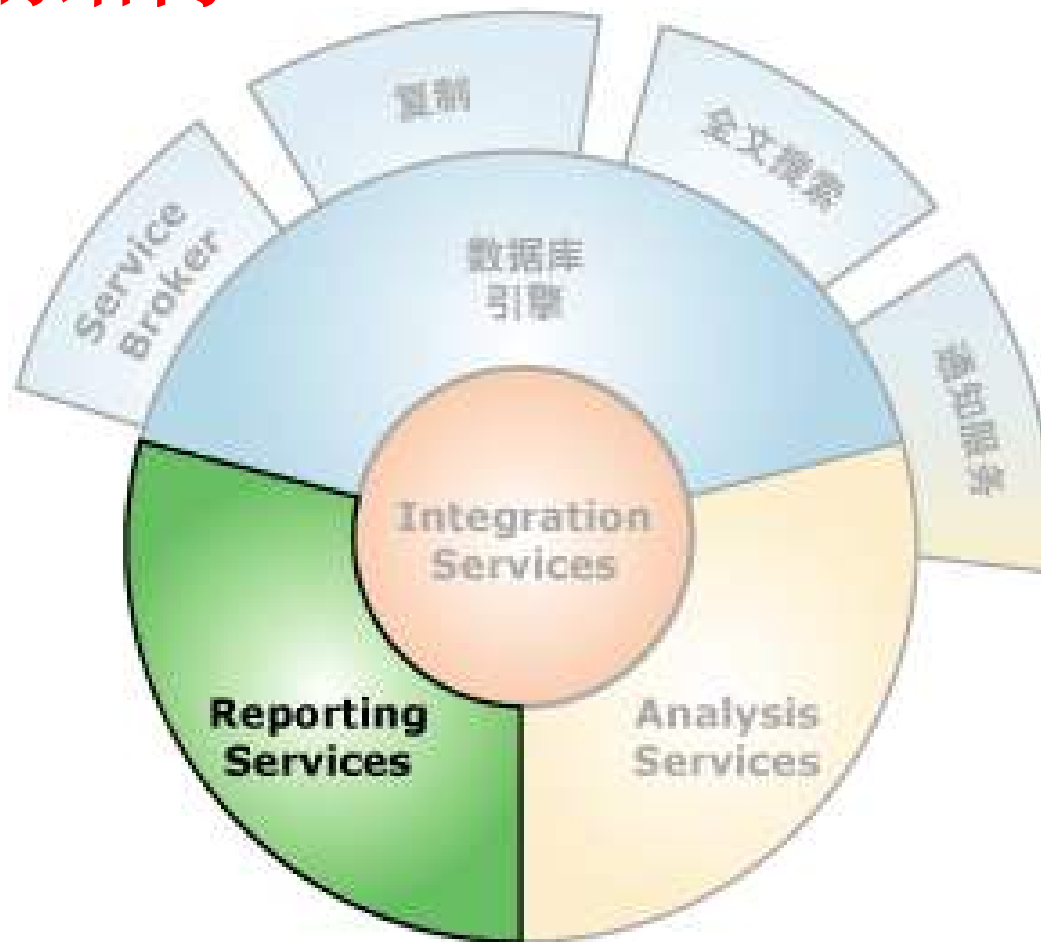 复制
全文搜索
Service
Broker
数据库
引擎
通知服务
Integration
Services
Reporting
Services
Analysis
Services